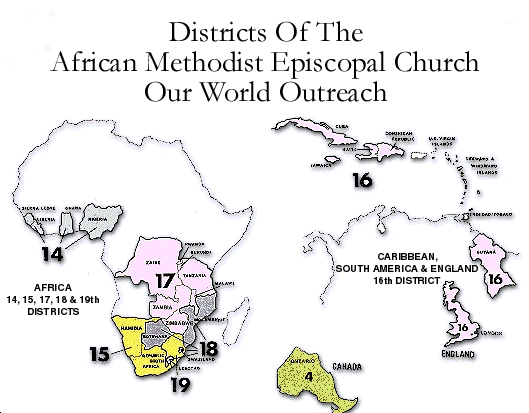 Districts Of The
African Methodist Episcopal Church
Our World Outreach
CUBA
DOMINICAN
REPUBLIC
U.S. VIRGIN
ISLANDS
HAITI
JAMAICA
16
WINDWARD
ISLANDS
SIERRA LEONE
GHANA
LIBERIA
NIGERIA
14
TRINIDAD/TOBAGO
AFRICA
14, 15, 17, 18 & 19th
DISTRICTS
CARIBBEAN,
SOUTH AMERICA & ENGLAND
16th DISTRICT
GUYANA
16
RWANDA
BURUNDI
ZAIRE
17
TANZANIA
MALAWI
ZAMBIA
ZIMBABWE
MOZAMBIQUE
NAMIBIA
BOTSWANA
15
18
REPUBLIC
SOUTH
AFRICA
SWAZILAND
LESOTHO
19
16
LONDON
ENGLAND
ONTARIO
4
CANADA